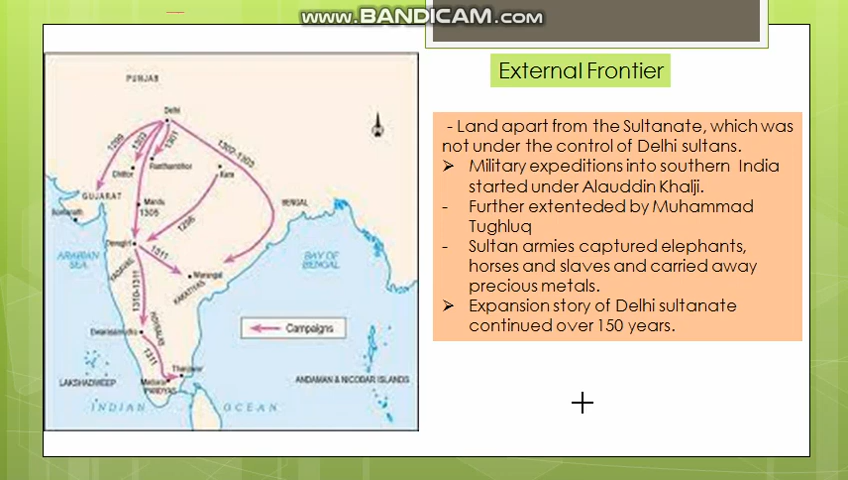 www.BANDICAM.com
External Frontier
- Land apart from the Sultanate, which was
not under the control of Delhi sultans.
➢ Military expeditions into southern India
started under Alauddin Khalji.
- Further extenteded by Muhammad
Tughluq
- Sultan armies captured elephants,
horses and slaves and carried away
precious metals.
➢ Expansion story of Delhi sultanate
continued over 150 years.
PUNJAB
Delhi
1299
1303
1301
1302-1303
Ranthambhor
Chittor
Kara
GUJARAT
Mandu
1305
BENGAL
Somnath
1296
Devagiri
1311
ARABIAN
SEA
BAY OF
BENGAL
YADAVAS
Warangal
KAKATIYAS
1310-1311
HOYSALAS
Campaigns
Dwarasamudra
1311
Thanjavur
LAKSHADWEEP
Madurai
PANDYAS
ANDAMAN & NICOBAR ISLANDS
INDIAN OCEAN